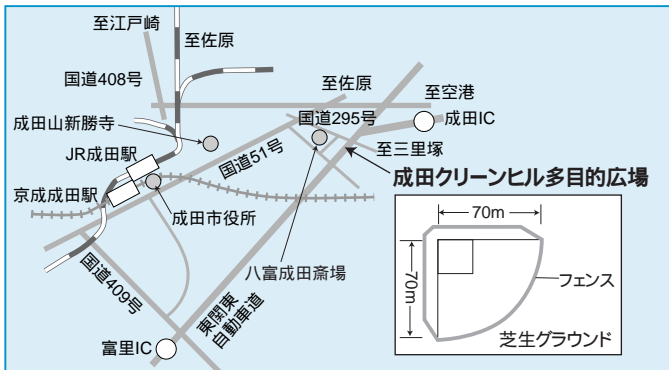 至江戸崎
至佐原
国道408号
至佐原
至空港
国道295号
成田IC
成田山新勝寺
至三里塚
JR成田駅
国道51号
成田クリーンヒル多目的広場
京成成田駅
成田市役所
70m
八富成田斎場
フェンス
70m
国道409号
東関東
自動車道
芝生グラウンド
富里IC